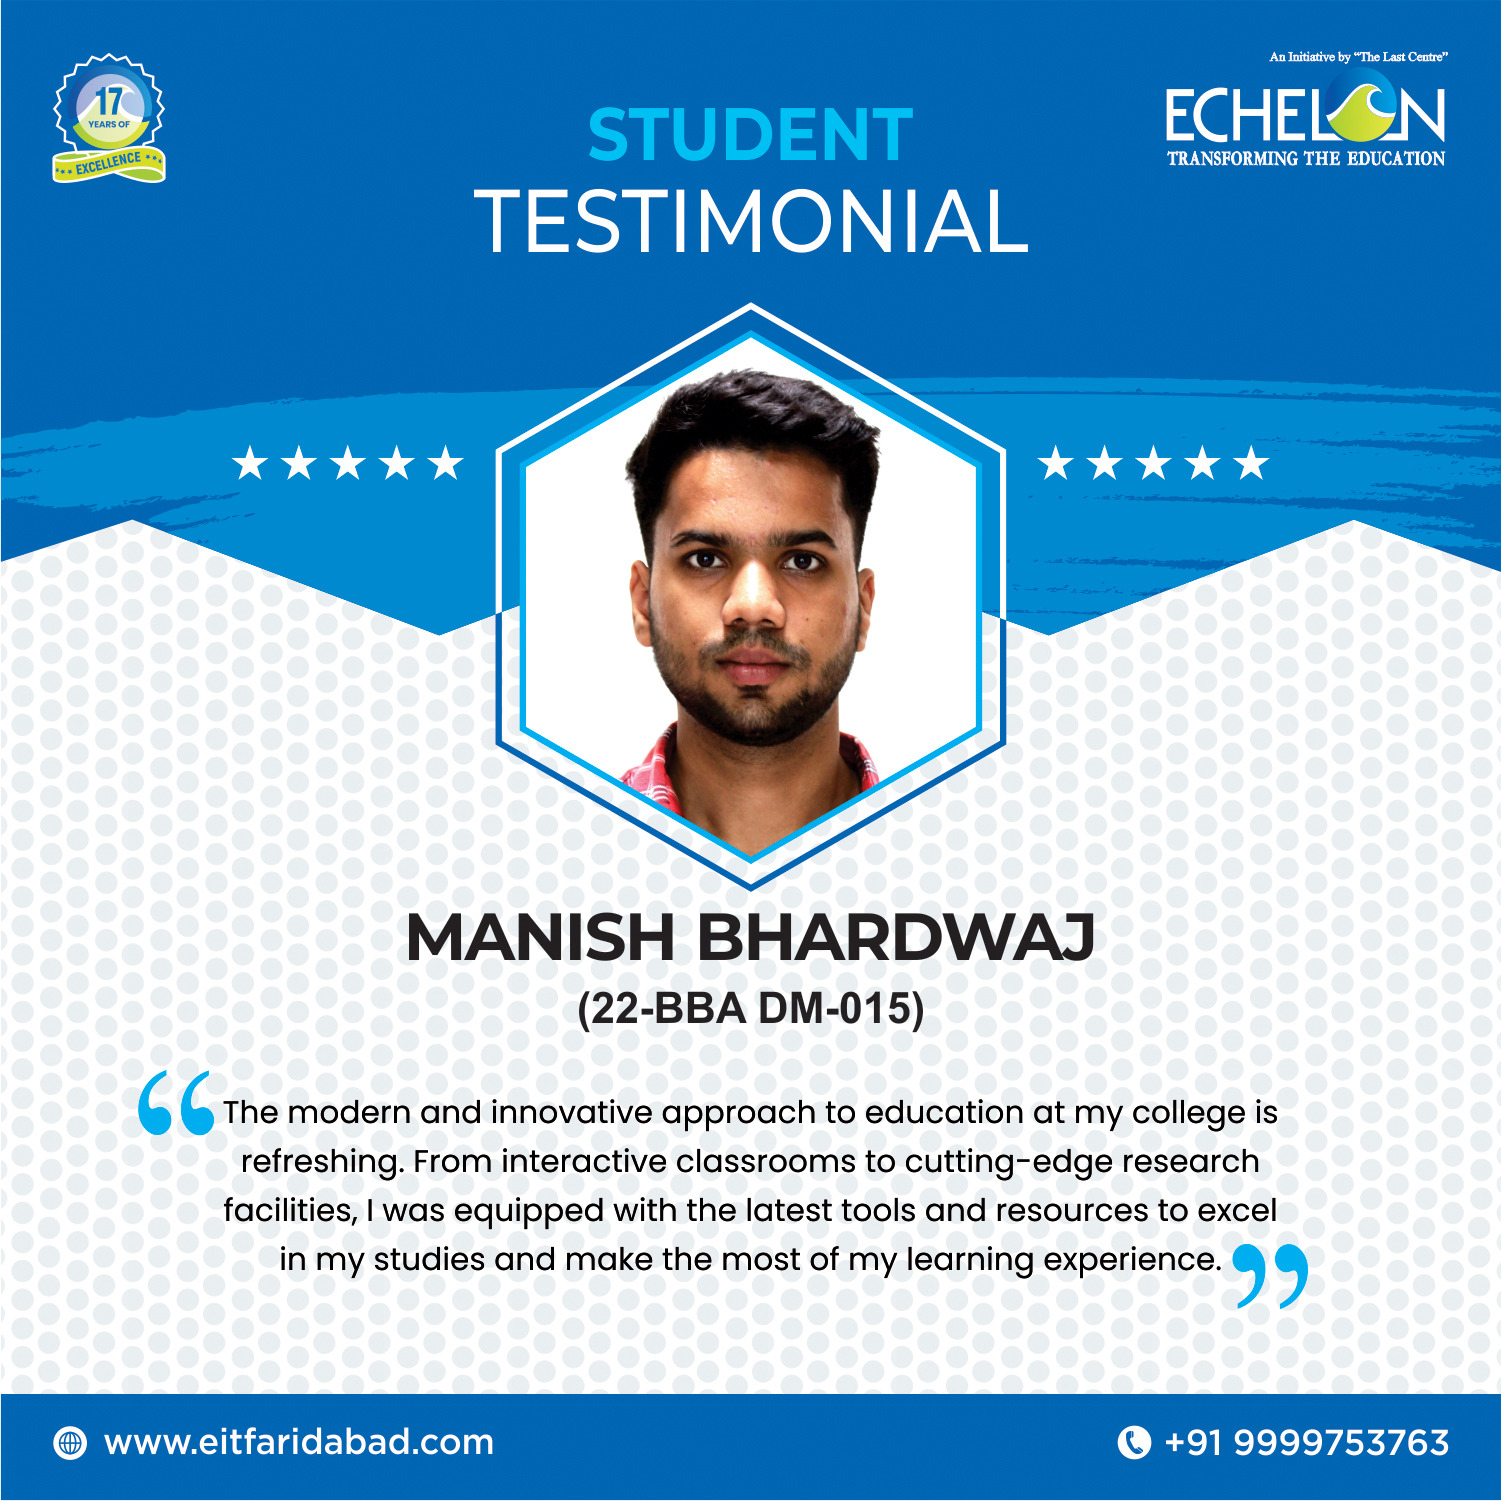 17
YEARS OF
*** EXCELLENCE ***
An Initiative by “The Last Centre”
ECHELON
TRANSFORMING THE EDUCATION
STUDENT
TESTIMONIAL
MANISH BHARDWAJ
(22-BBA DM-015)
“The modern and innovative approach to education at my college is
refreshing. From interactive classrooms to cutting-edge research
facilities, I was equipped with the latest tools and resources to excel
in my studies and make the most of my learning experience.”
www.eitfaridabad.com
+91 9999753763